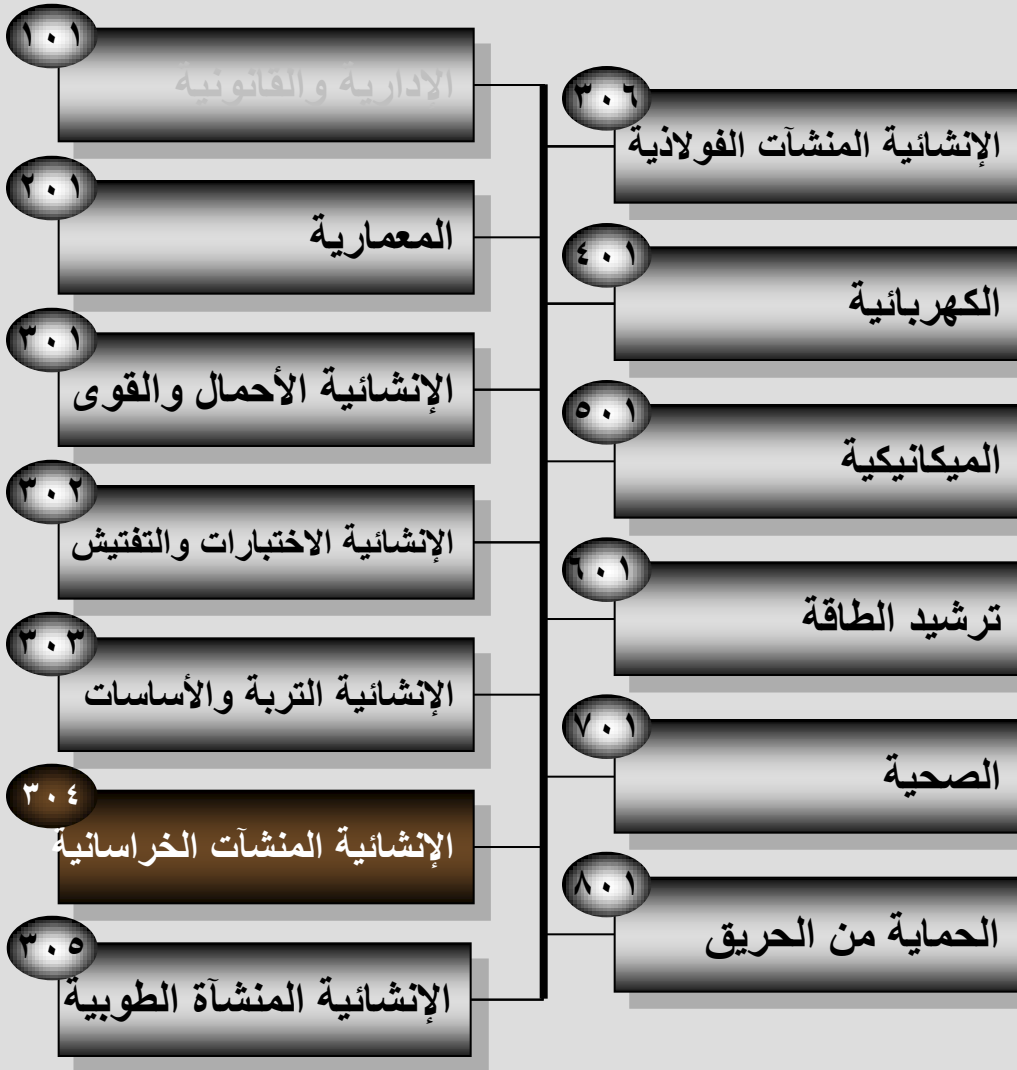 ١٠١
الادارية والقانونية
٢٠١
المعمارية
٣٠١
الإنشائية الأحمال والقوى
٣٠٢
الإنشائية الاختبارات والتفتيش
٣٠٣
الإنشائية التربة والأساسات
٣٠٤
الإنشائية المنشآت الخراسانية
٣٠٥
الإنشائية المنشآة الطوبية
٣٠٦
الإنشائية المنشآت الفولاذية
٤٠١
الكهربائية
٥٠١
الميكانيكية
٦٠١
ترشيد الطاقة
٧٠١
الصحية
٨٠١
الحماية من الحريق